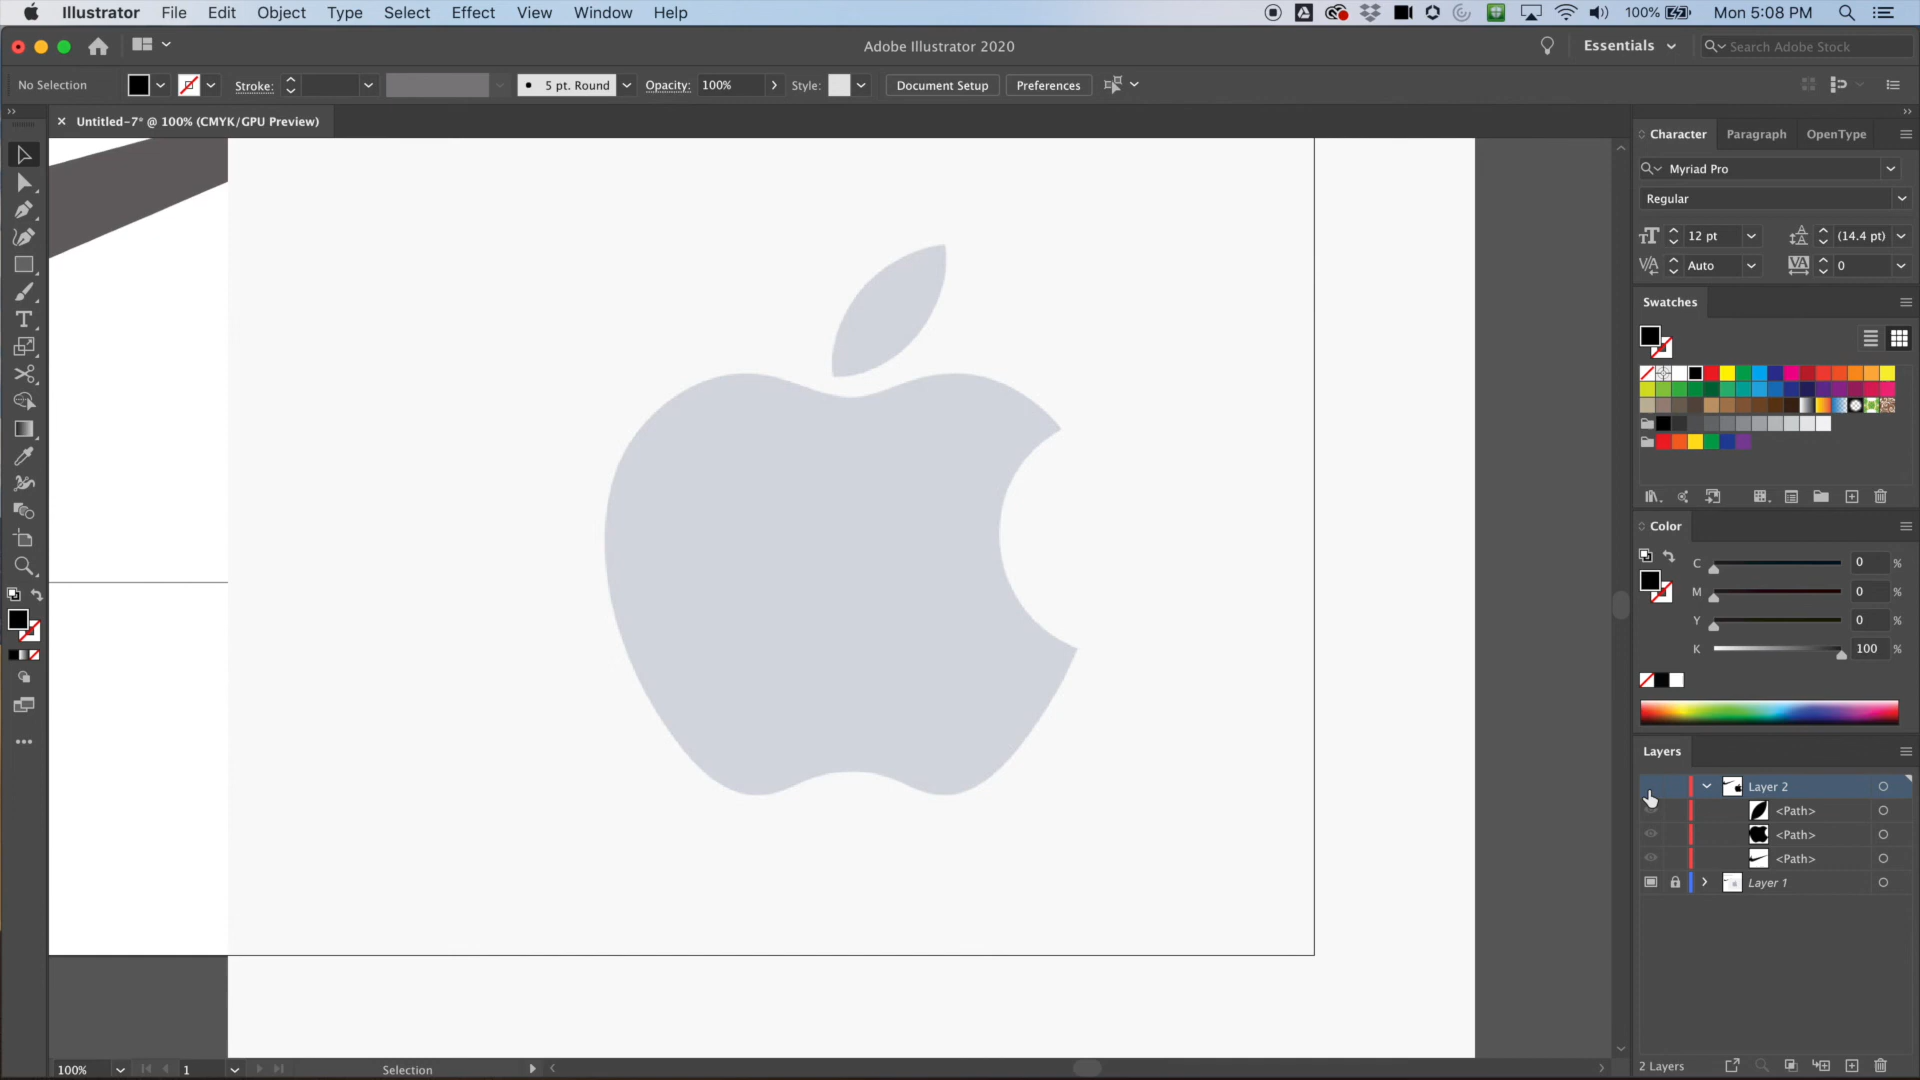 Illustrator File Edit Object Type Select Effect View Window Help 100% Mon 5:08 PM
Adobe Illustrator 2020 Essentials Search Adobe Stock
No Selection Stroke: 5 pt. Round Opacity: 100% Style: Document Setup Preferences
× Untitled-7* @ 100% (CMYK/GPU Preview)
Character Paragraph OpenType
Myriad Pro
Regular
12 pt (14.4 pt)
Auto 0
Swatches
Color
C 0 %
M 0 %
Y 0 %
K 100 %
Layers
Layer 2
<Path>
<Path>
<Path>
Layer 1
100% 1 Selection 2 Layers